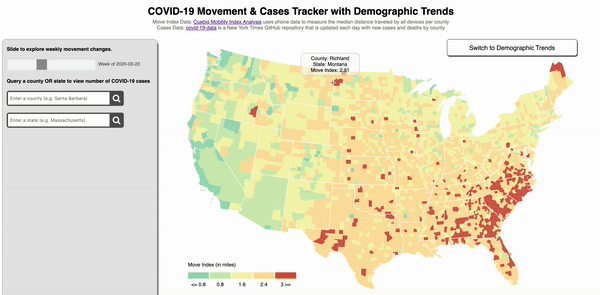 COVID-19 Movement & Cases Tracker with Demographic Trends
Move Index Data: Cuebiq Mobility Index Analysis uses phone data to measure the median distance traveled by all devices per county
Cases Data: covid-19-data is a New York Times GitHub repository that is updated each day with new cases and deaths by county
Slide to explore weekly movement changes.
Week of 2020-03-23
Query a county OR state to view number of COVID-19 cases
Enter a county (e.g, Santa Barbara)
Enter a state (e.g, Massachusetts)
Switch to Demographic Trends
County: Richland
State: Montana
Move Index: 2.91
Move Index (in miles)
<= 0.8 0.8 1.6 2.4 3 >=